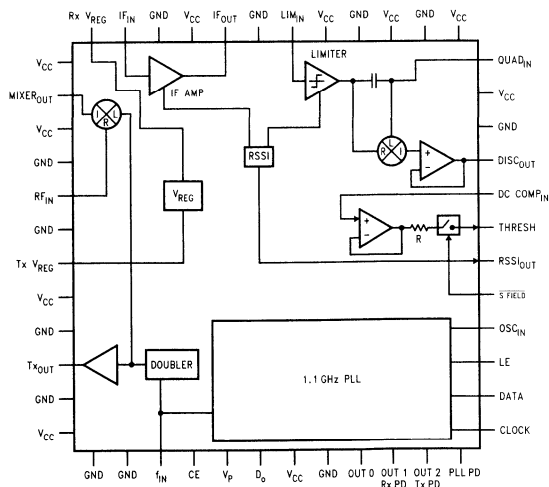 Rx VREG IFIN GND VCC IFOUT GND LIMIN VCC GND VCC GND VCC
VCC
MIXEROUT
VCC
GND
RFIN
GND
Tx VREG
VCC
GND
TxOUT
GND
VCC
I L
R
IF AMP
LIMITER
RSSI
VREG
L
R I
+
−
+
−
R
DOUBLER
1.1 GHz PLL
QUADIN
VCC
GND
DISCOUT
DC COMPIN
THRESH
RSSIOUT
S FIELD
OSCIN
LE
DATA
CLOCK
GND GND fIN CE VP Do VCC GND OUT 0 OUT 1 OUT 2 PLL PD
Rx PD Tx PD